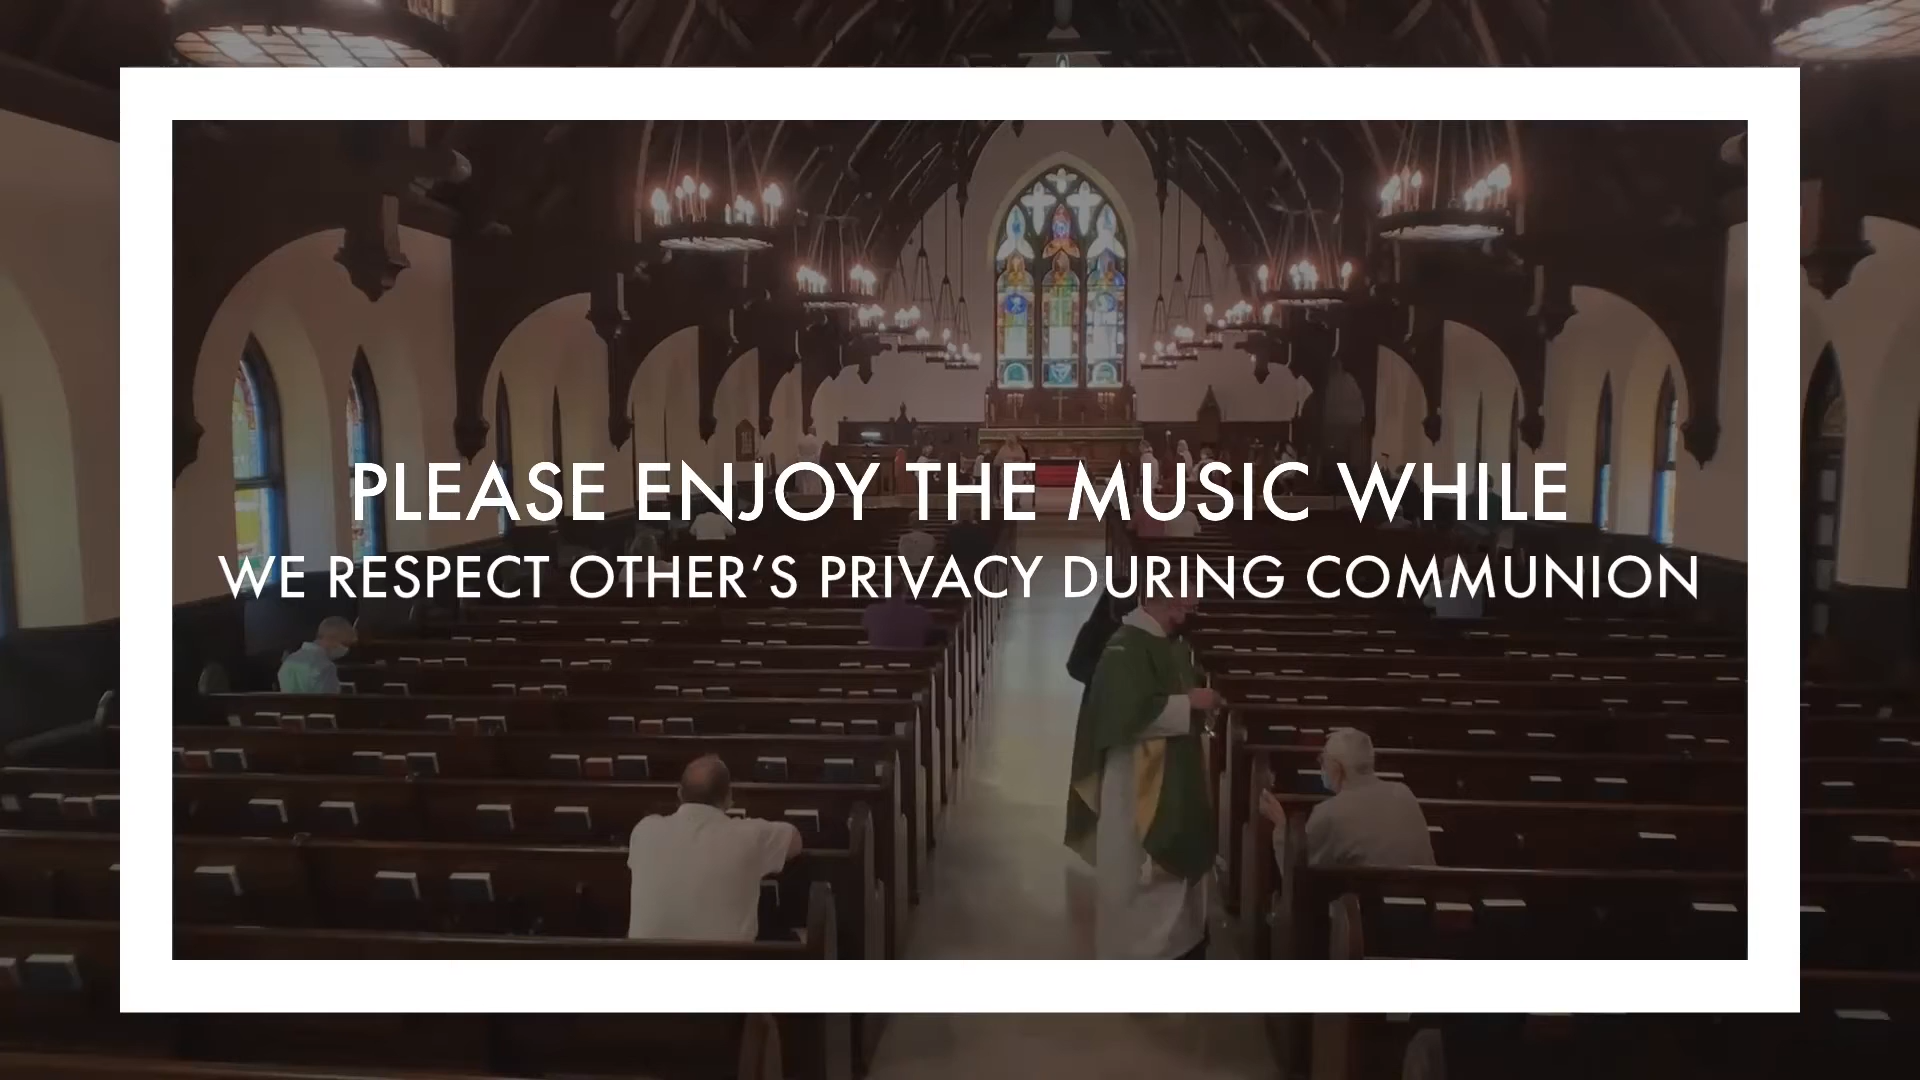 PLEASE ENJOY THE MUSIC WHILE
WE RESPECT OTHER’S PRIVACY DURING COMMUNION